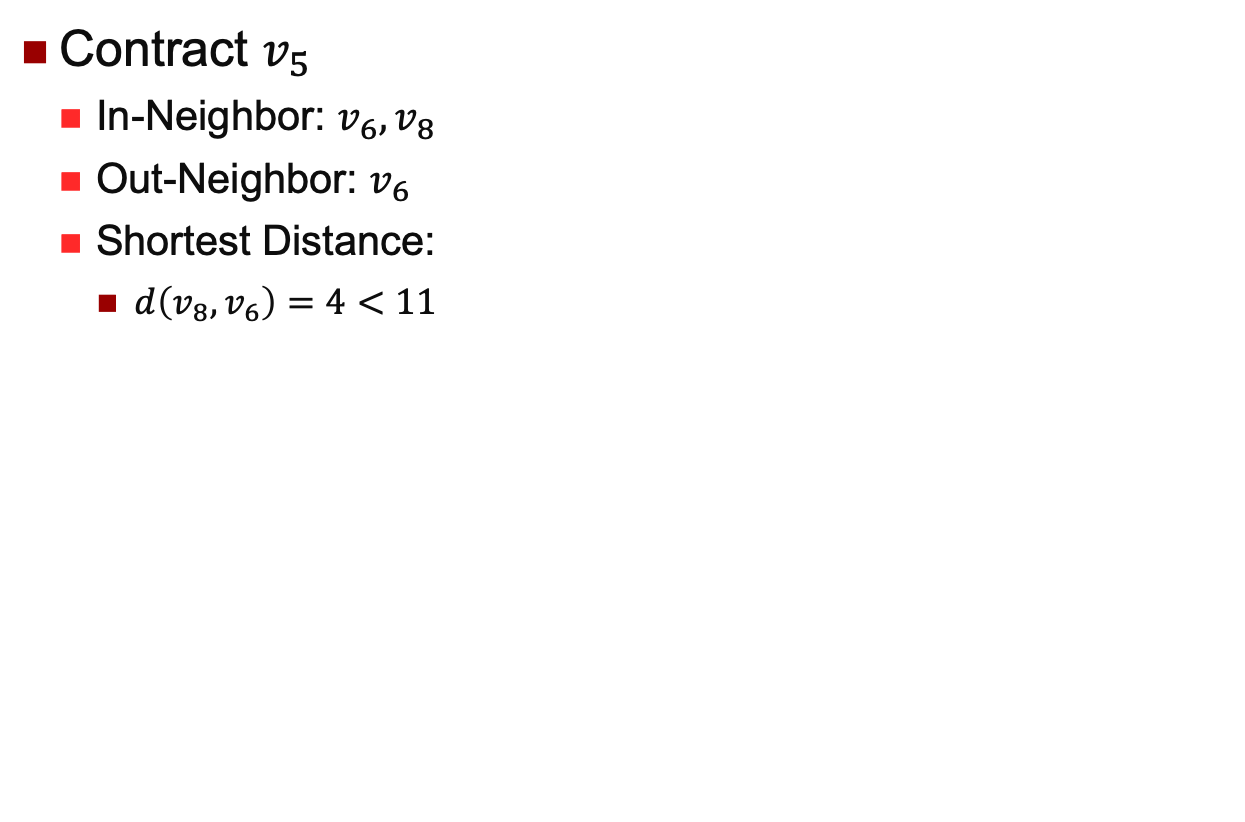 Contract v₅
In-Neighbor: v₆, v₈
Out-Neighbor: v₆
Shortest Distance:
d(v₈, v₆) = 4 < 11